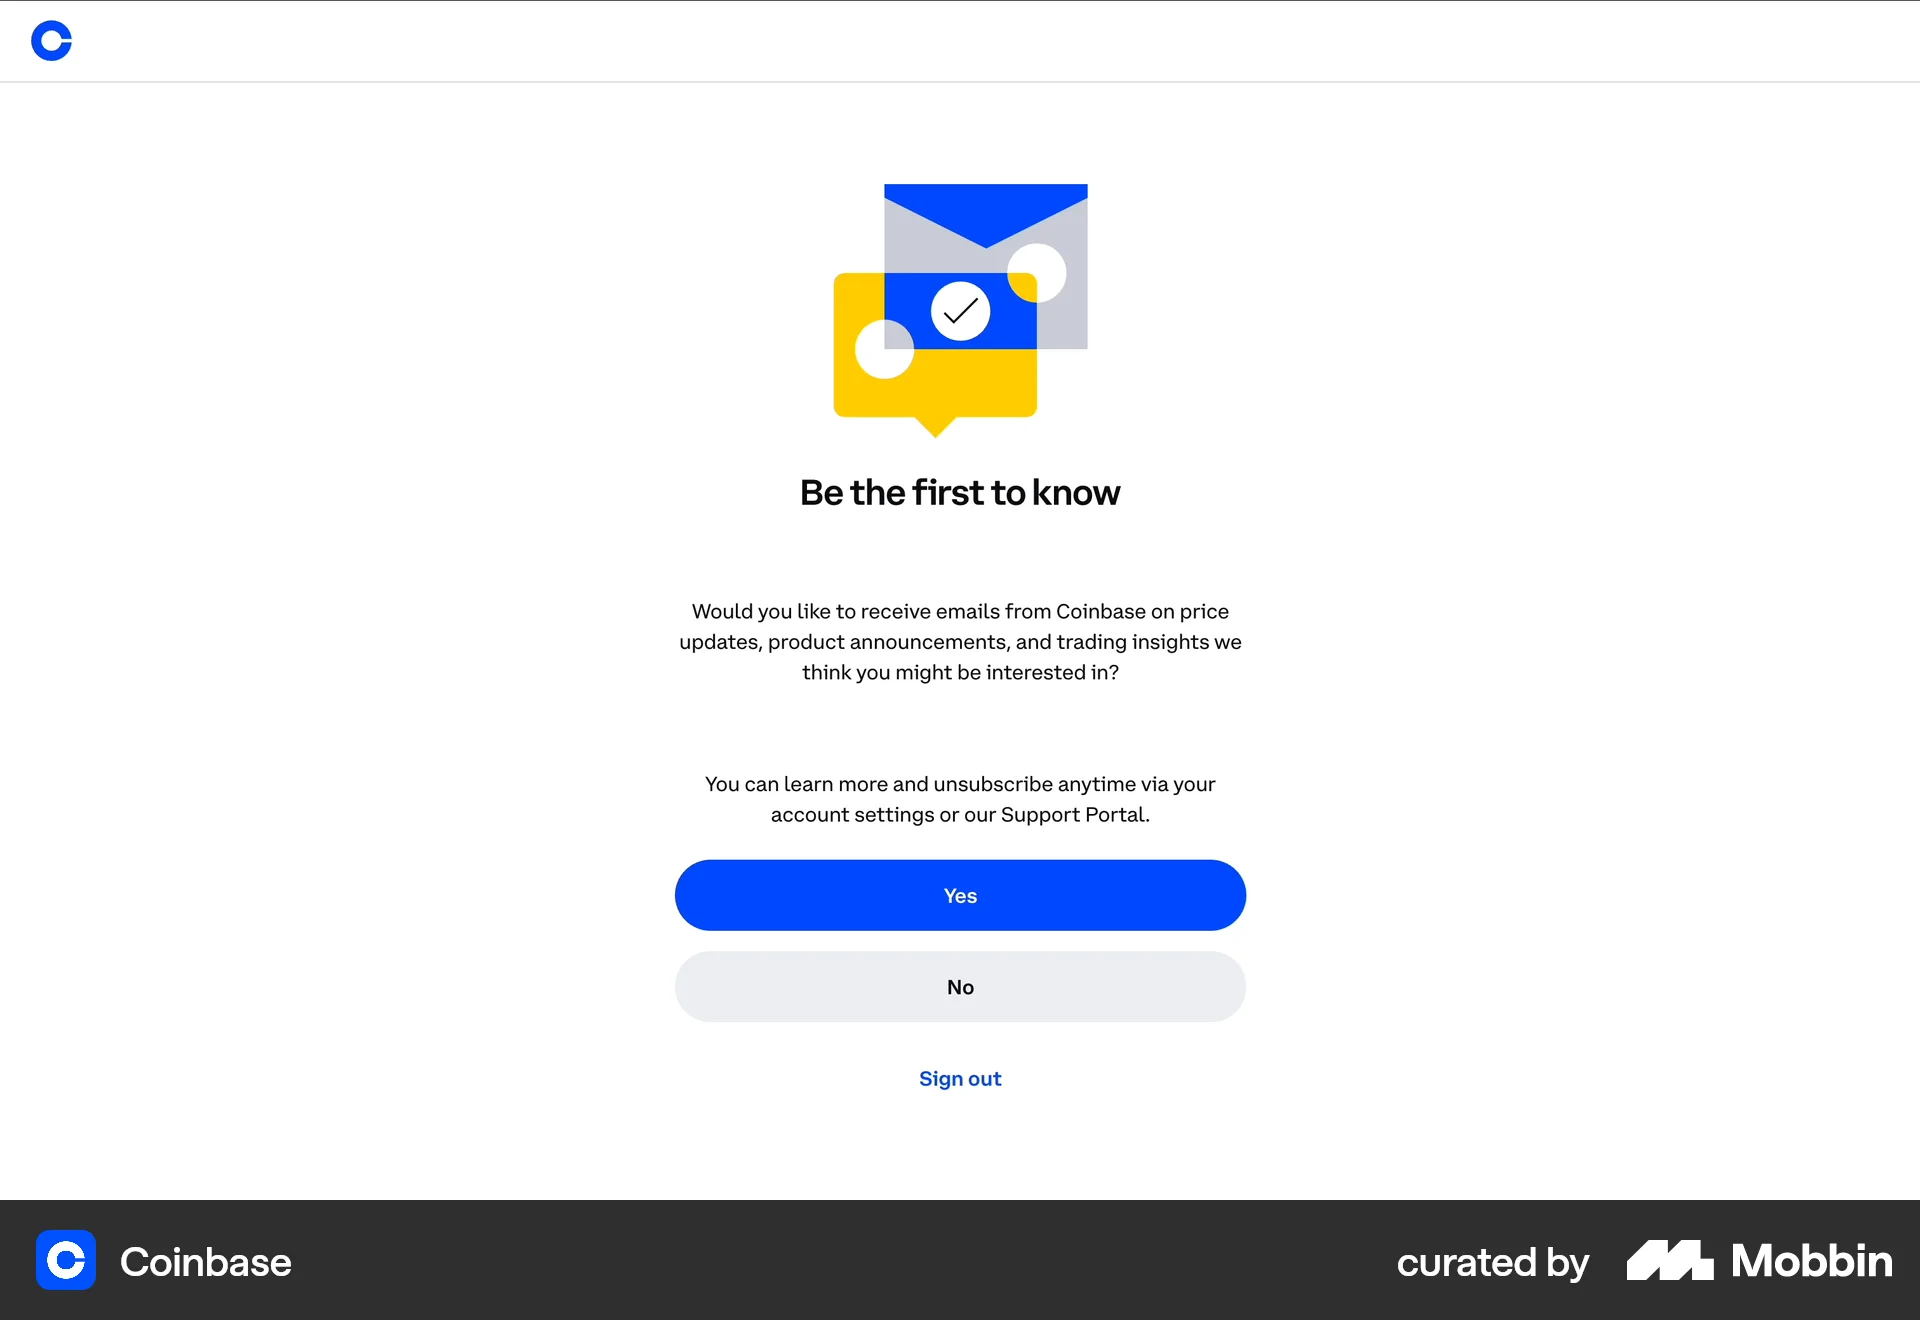 Be the first to know
Would you like to receive emails from Coinbase on price
updates, product announcements, and trading insights we
think you might be interested in?
You can learn more and unsubscribe anytime via your
account settings or our Support Portal.
Yes
No
Sign out
Coinbase
curated by Mobbin